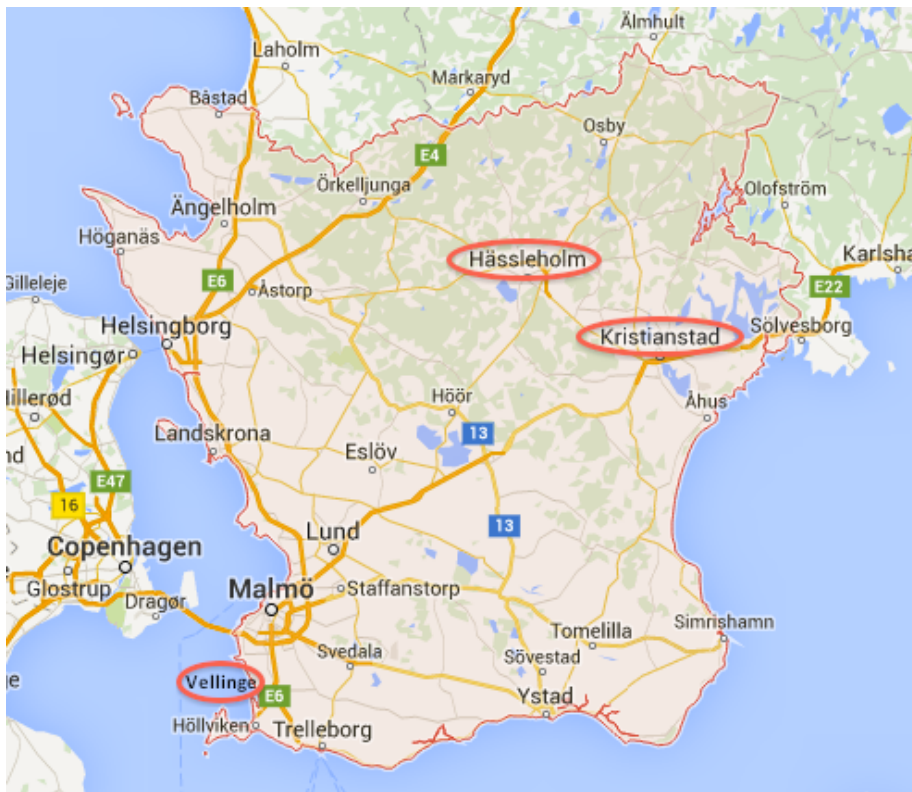 Älmhult
Laholm
Markaryd
Båstad
Osby
E4
Örkelljunga
Olofström
Ängelholm
Höganäs
Hässleholm
Karlsha
Gilleleje
E6
Åstorp
E22
Helsingborg
Kristianstad
Sölvesborg
Helsingør
Hillerød
Höör
Åhus
Landskrona
13
nd
Eslöv
E47
16
13
Lund
Copenhagen
Glostrup
Malmö
Staffanstorp
Dragør
Simrishamn
Tomelilla
Svedala
Sövestad
ge
Vellinge
E6
Ystad
Höllviken
Trelleborg